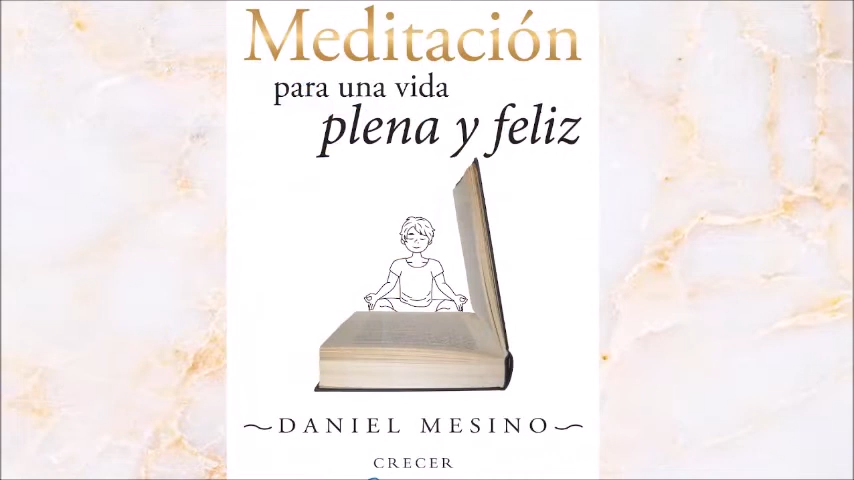 Meditación
para una vida
plena y feliz
DANIEL MESINO
CRECER